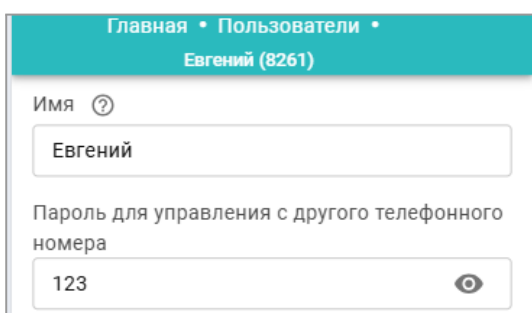 Главная • Пользователи •
Евгений (8261)
Имя
Евгений
Пароль для управления с другого телефонного
номера
123